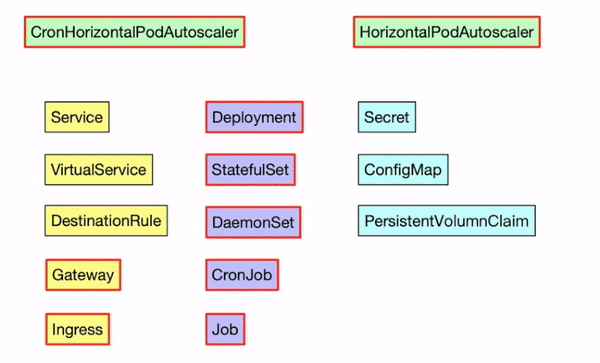 CronHorizontalPodAutoscaler
HorizontalPodAutoscaler
Service
Deployment
Secret
VirtualService
StatefulSet
ConfigMap
DestinationRule
DaemonSet
PersistentVolumnClaim
Gateway
CronJob
Ingress
Job